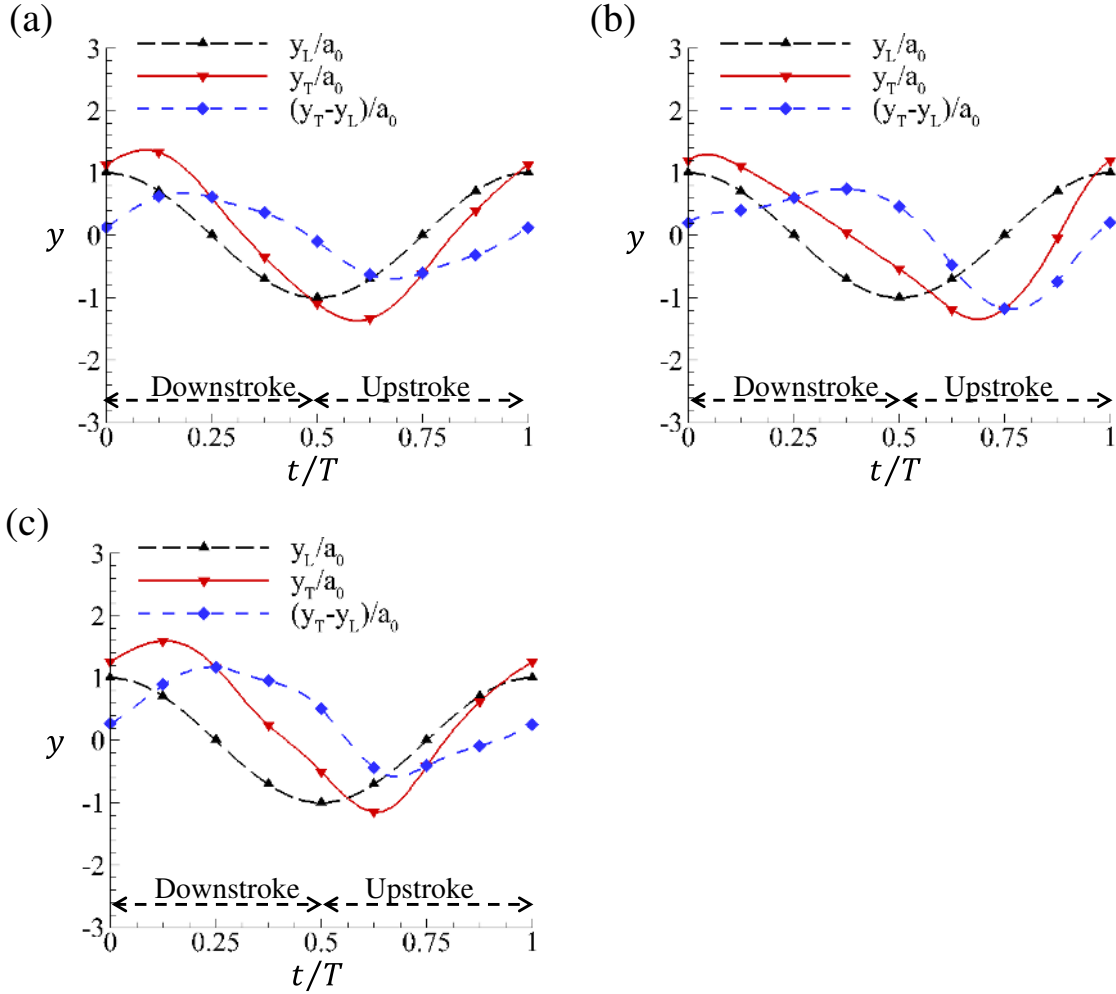 (a)
3
2
1
0
-1
-2
-3
y
y_L/a_0
y_T/a_0
(y_T-y_L)/a_0
Downstroke Upstroke
0 0.25 0.5 0.75 1
t/T
(b)
3
2
1
0
-1
-2
-3
y
y_L/a_0
y_T/a_0
(y_T-y_L)/a_0
Downstroke Upstroke
0 0.25 0.5 0.75 1
t/T
(c)
3
2
1
0
-1
-2
-3
y
y_L/a_0
y_T/a_0
(y_T-y_L)/a_0
Downstroke Upstroke
0 0.25 0.5 0.75 1
t/T